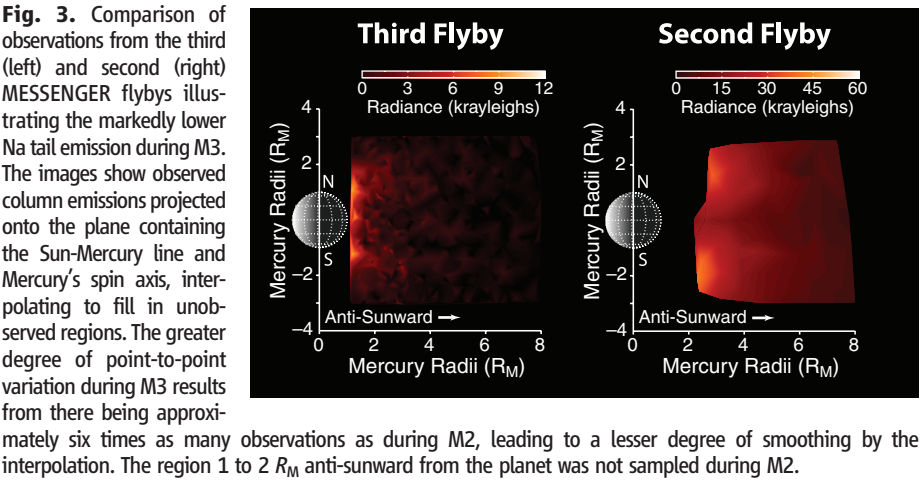 Fig. 3. Comparison of
observations from the third
(left) and second (right)
MESSENGER flybys illus-
trating the markedly lower
Na tail emission during M3.
The images show observed
column emissions projected
onto the plane containing
the Sun-Mercury line and
Mercury's spin axis, inter-
polating to fill in unob-
served regions. The greater
degree of point-to-point
variation during M3 results
from there being approxi-
mately six times as many observations as during M2, leading to a lesser degree of smoothing by the
interpolation. The region 1 to 2 RM anti-sunward from the planet was not sampled during M2.
Third Flyby
0 3 6 9 12
Radiance (krayleighs)
Mercury Radii (RM)
4
2
N
S
−2
−4
Anti-Sunward →
0 2 4 6 8
Mercury Radii (RM)
Second Flyby
0 15 30 45 60
Radiance (krayleighs)
Mercury Radii (RM)
4
2
N
S
−2
−4
Anti-Sunward →
0 2 4 6 8
Mercury Radii (RM)